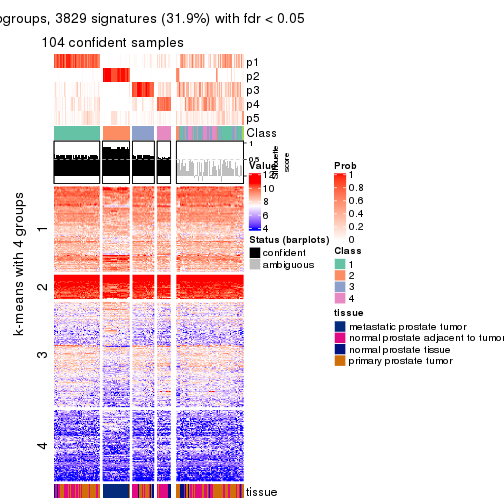 ogroups, 3829 signatures (31.9%) with fdr < 0.05
104 confident samples
p1
p2
p3
p4
p5
Class
1
0.5
Silhouette
score
Value
12
10
8
6
4
Status (barplots)
confident
ambiguous
Prob
1
0.8
0.6
0.4
0.2
0
Class
1
2
3
4
tissue
metastatic prostate tumor
normal prostate adjacent to tumor
normal prostate tissue
primary prostate tumor
k-means with 4 groups
1
2
3
4
tissue